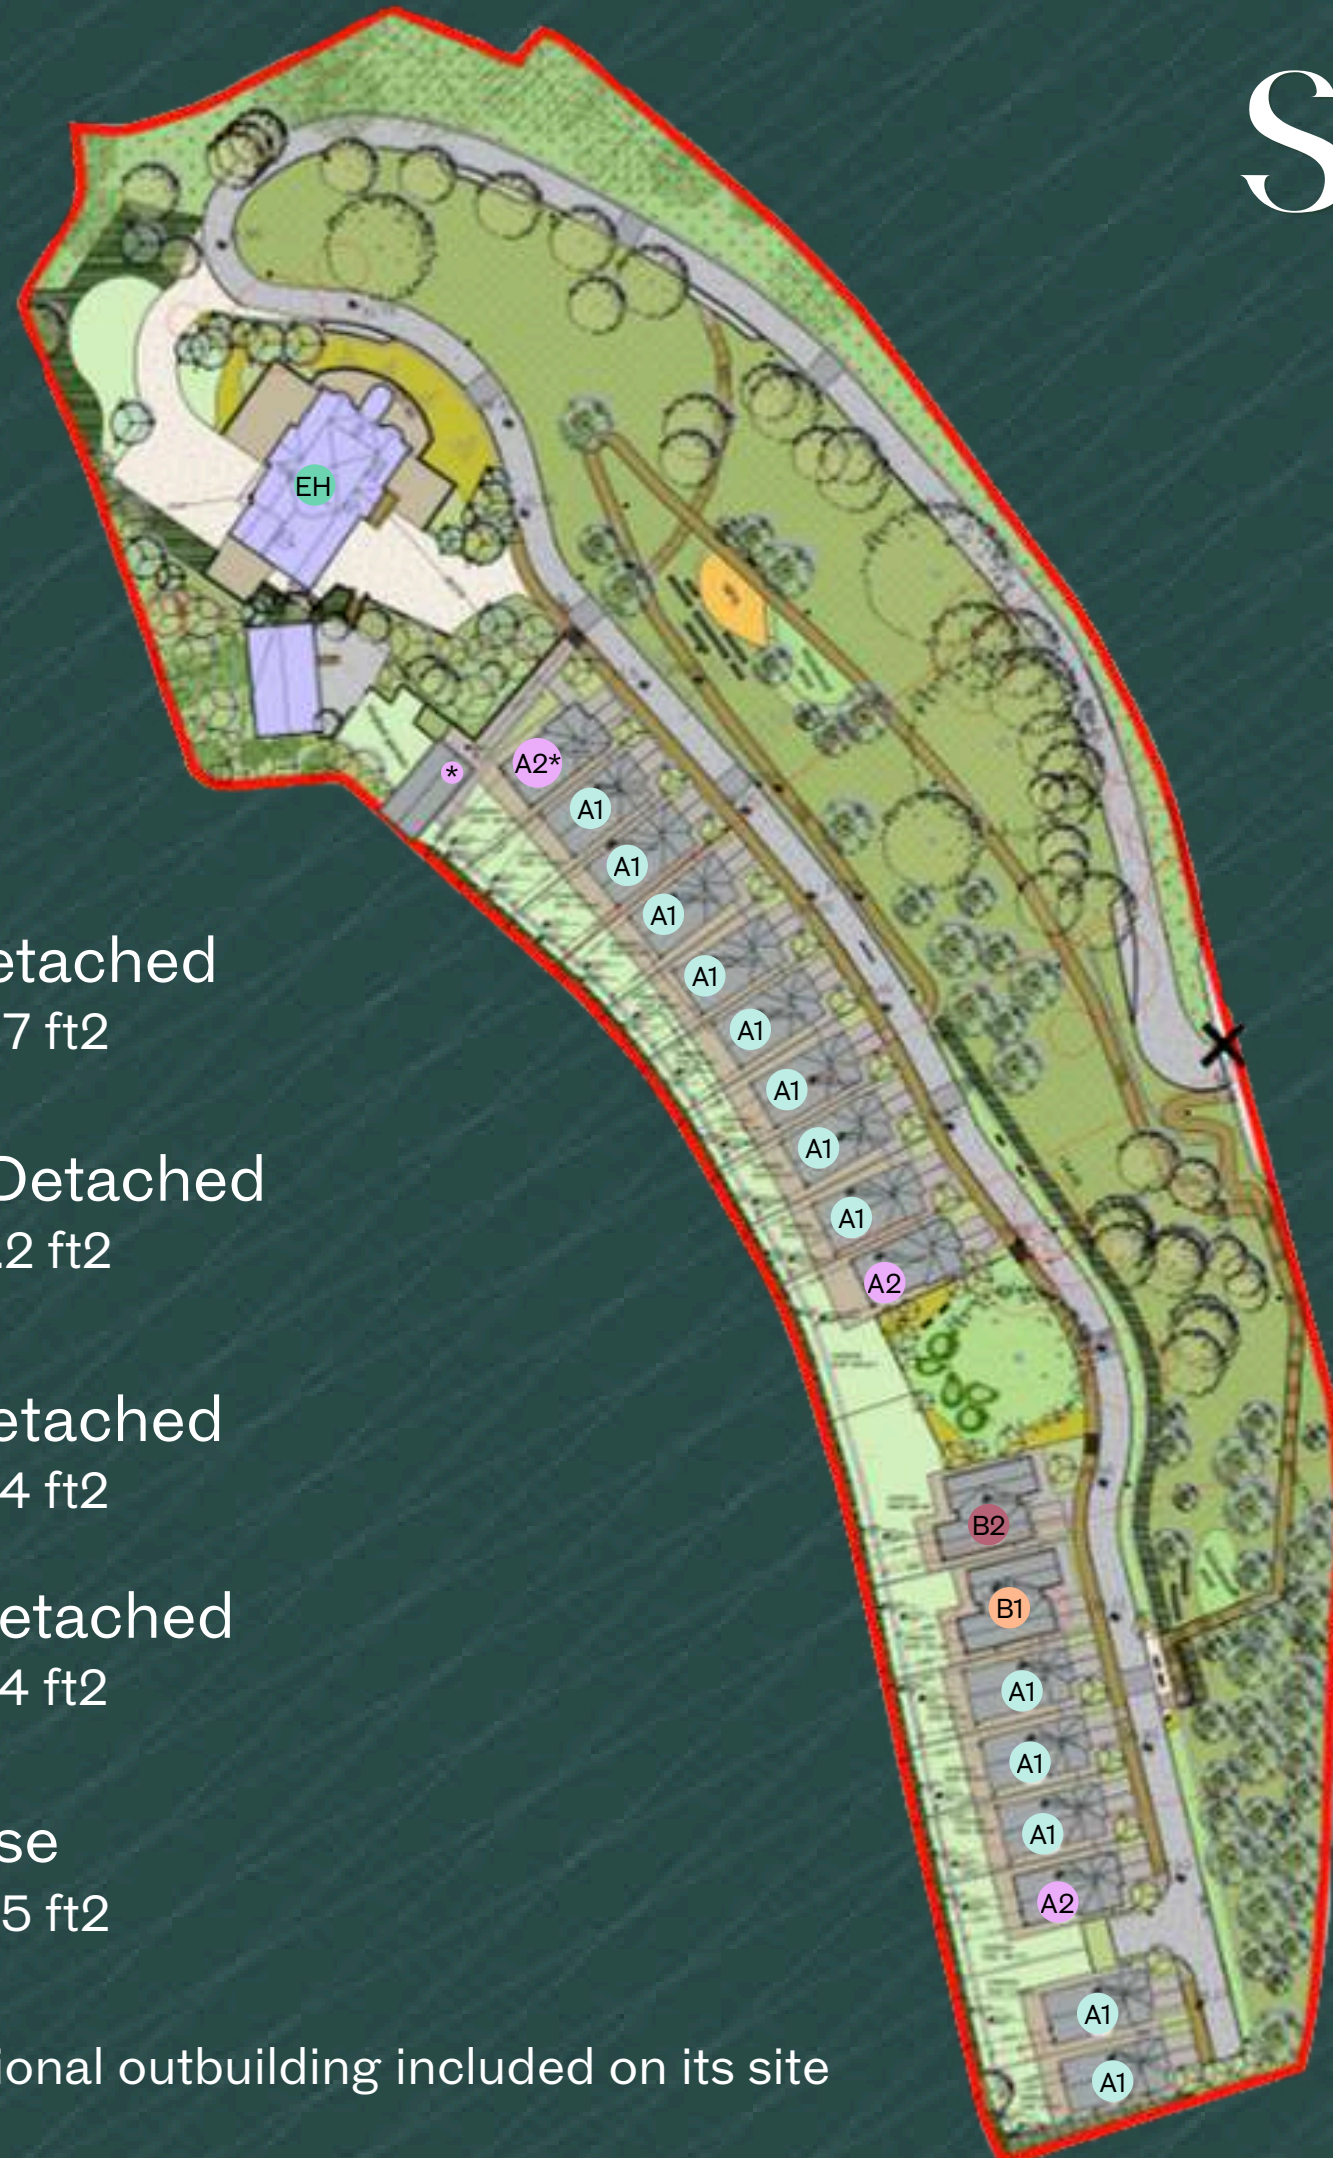 S
EH
*
A2*
A1
A1
A1
etached
A1
7 ft2
A1
A1
A1
Detached
A1
.2 ft2
A2
etached
4 ft2
B2
etached
B1
4 ft2
A1
A1
se
A1
5 ft2
A2
A1
ional outbuilding included on its site
A1